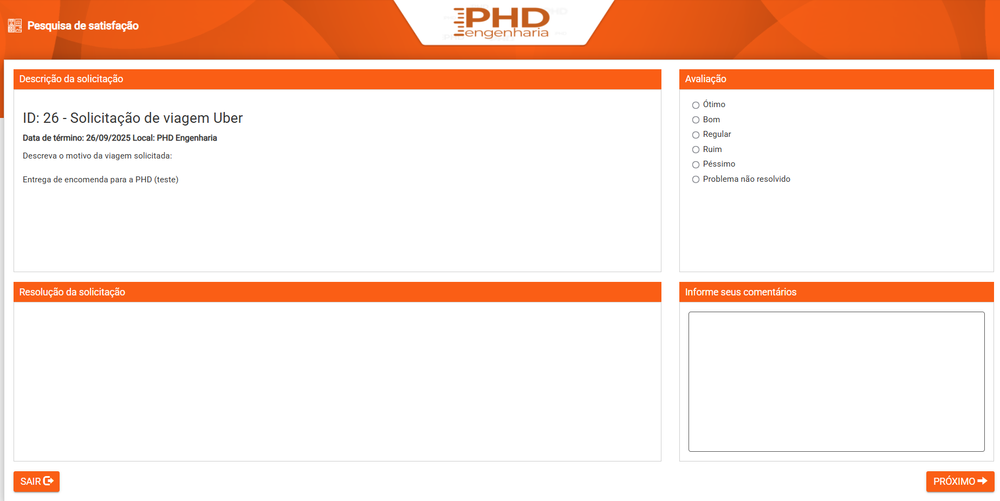 Pesquisa de satisfação
PHD
engenharia
Descrição da solicitação
ID: 26 - Solicitação de viagem Uber
Data de término: 26/09/2025 Local: PHD Engenharia
Descreva o motivo da viagem solicitada:
Entrega de encomenda para a PHD (teste)
Avaliação
Ótimo
Bom
Regular
Ruim
Péssimo
Problema não resolvido
Resolução da solicitação
Informe seus comentários
SAIR
PRÓXIMO